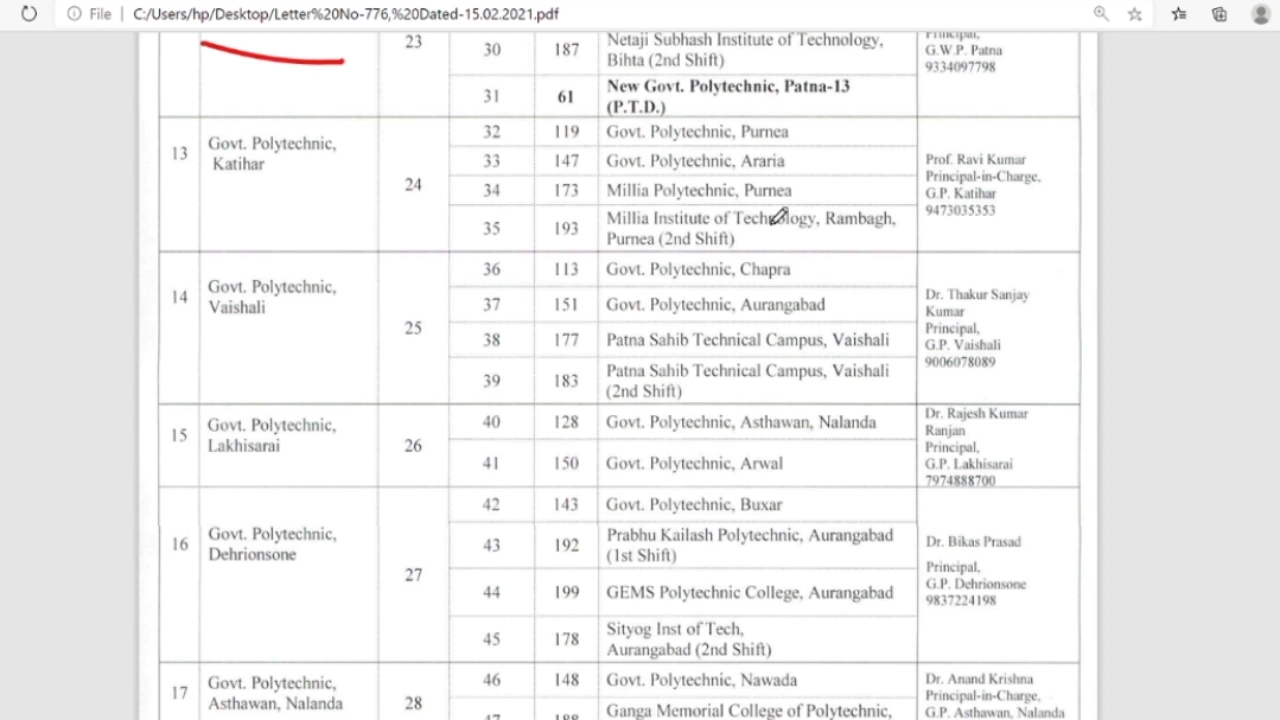 File | C:/Users/hp/Desktop/Letter%20No-776,%20Dated-15.02.2021.pdf
23
30
187
Netaji Subhash Institute of Technology,
Bihta (2nd Shift)
Principal,
G.W.P. Patna
9334097798
31
61
New Govt. Polytechnic, Patna-13
(P.T.D.)
13
Govt. Polytechnic,
Katihar
24
32
119
Govt. Polytechnic, Purnea
33
147
Govt. Polytechnic, Araria
34
173
Millia Polytechnic, Purnea
35
193
Millia Institute of Technology, Rambagh,
Purnea (2nd Shift)
Prof. Ravi Kumar
Principal-in-Charge,
G.P. Katihar
9473035353
14
Govt. Polytechnic,
Vaishali
25
36
113
Govt. Polytechnic, Chapra
37
151
Govt. Polytechnic, Aurangabad
38
177
Patna Sahib Technical Campus, Vaishali
39
183
Patna Sahib Technical Campus, Vaishali
(2nd Shift)
Dr. Thakur Sanjay
Kumar
Principal,
G.P. Vaishali
9006078089
15
Govt. Polytechnic,
Lakhisarai
26
40
128
Govt. Polytechnic, Asthawan, Nalanda
41
150
Govt. Polytechnic, Arwal
Dr. Rajesh Kumar
Ranjan
Principal,
G.P. Lakhisarai
7974888700
16
Govt. Polytechnic,
Dehrionsone
27
42
143
Govt. Polytechnic, Buxar
43
192
Prabhu Kailash Polytechnic, Aurangabad
(1st Shift)
44
199
GEMS Polytechnic College, Aurangabad
45
178
Sityog Inst of Tech,
Aurangabad (2nd Shift)
Dr. Bikas Prasad
Principal,
G.P. Dehrionsone
9837224198
17
Govt. Polytechnic,
Asthawan, Nalanda
28
46
148
Govt. Polytechnic, Nawada
47
188
Ganga Memorial College of Polytechnic,
Dr. Anand Krishna
Principal-in-Charge,
G.P. Asthawan, Nalanda